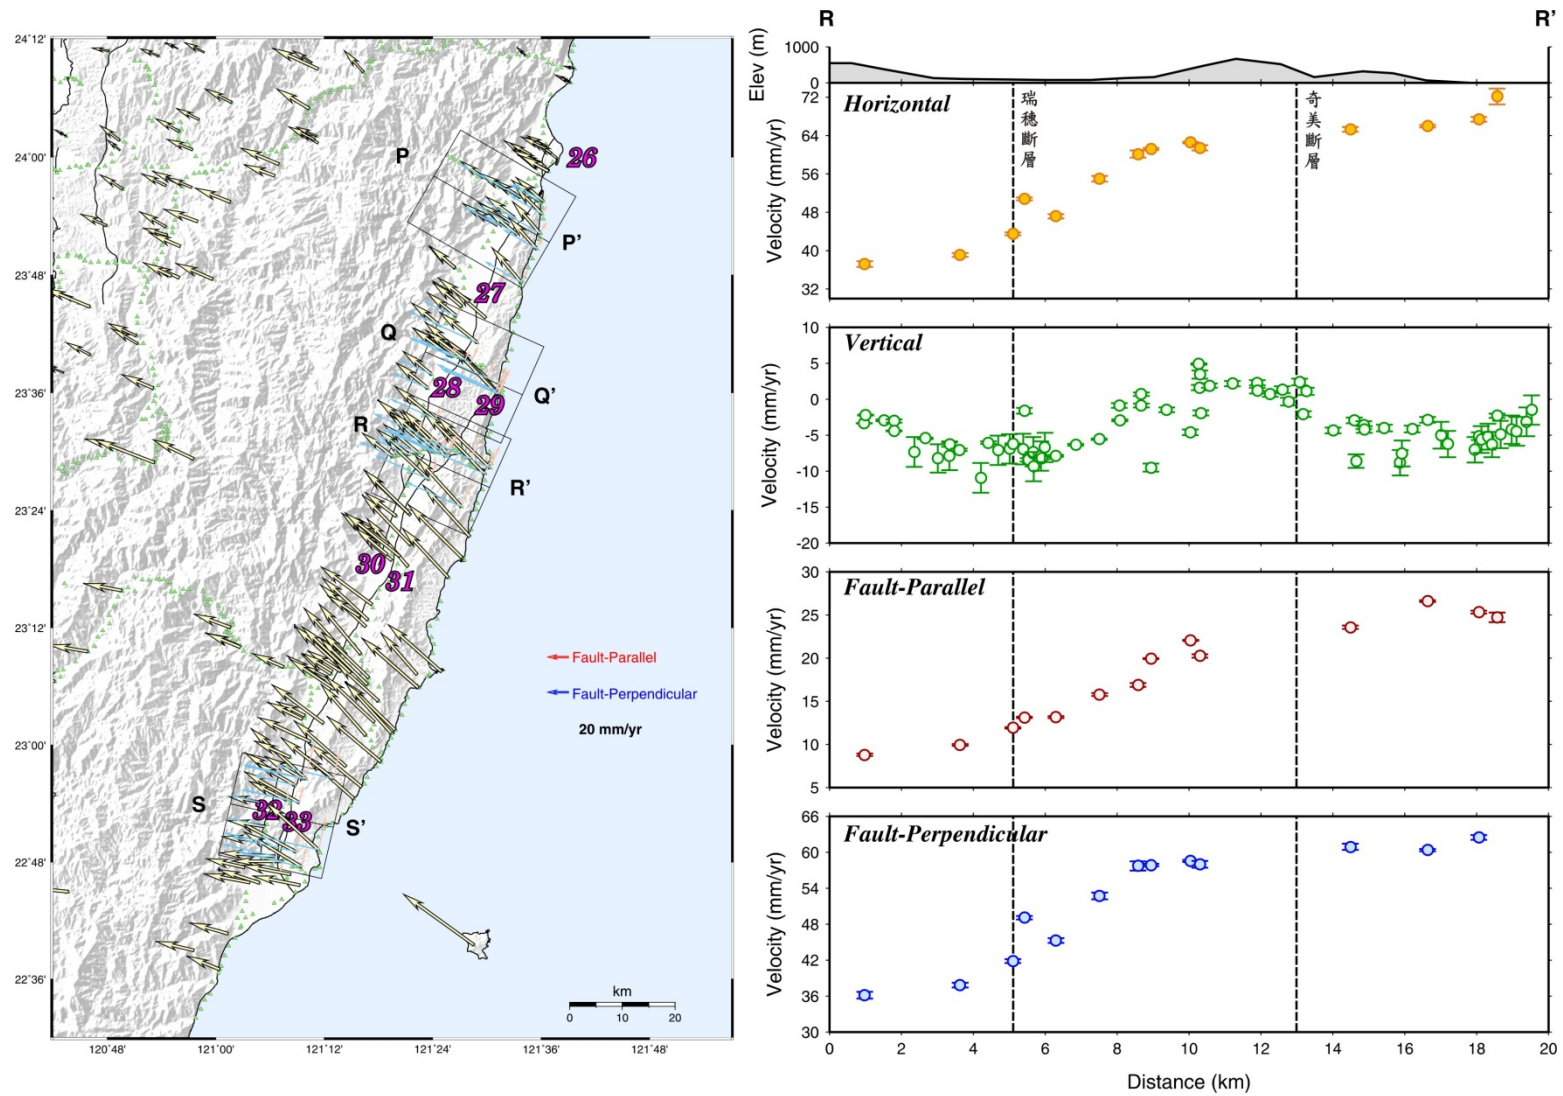 24°12'
24°00'
23°48'
23°36'
23°24'
23°12'
23°00'
22°48'
22°36'
120°48'
121°00'
121°12'
121°24'
121°36'
121°48'
P
P'
Q
Q'
R
R'
S
S'
26
27
28
29
30
31
32
33
Fault-Parallel
Fault-Perpendicular
20 mm/yr
km
0 10 20
R R'
Elev (m)
1000
0
Horizontal
瑞穗斷層
奇美斷層
Velocity (mm/yr)
72
64
56
48
40
32
Vertical
Velocity (mm/yr)
10
5
0
-5
-10
-15
-20
Fault-Parallel
Velocity (mm/yr)
30
25
20
15
10
5
Fault-Perpendicular
Velocity (mm/yr)
66
60
54
48
42
36
30
0 2 4 6 8 10 12 14 16 18 20
Distance (km)